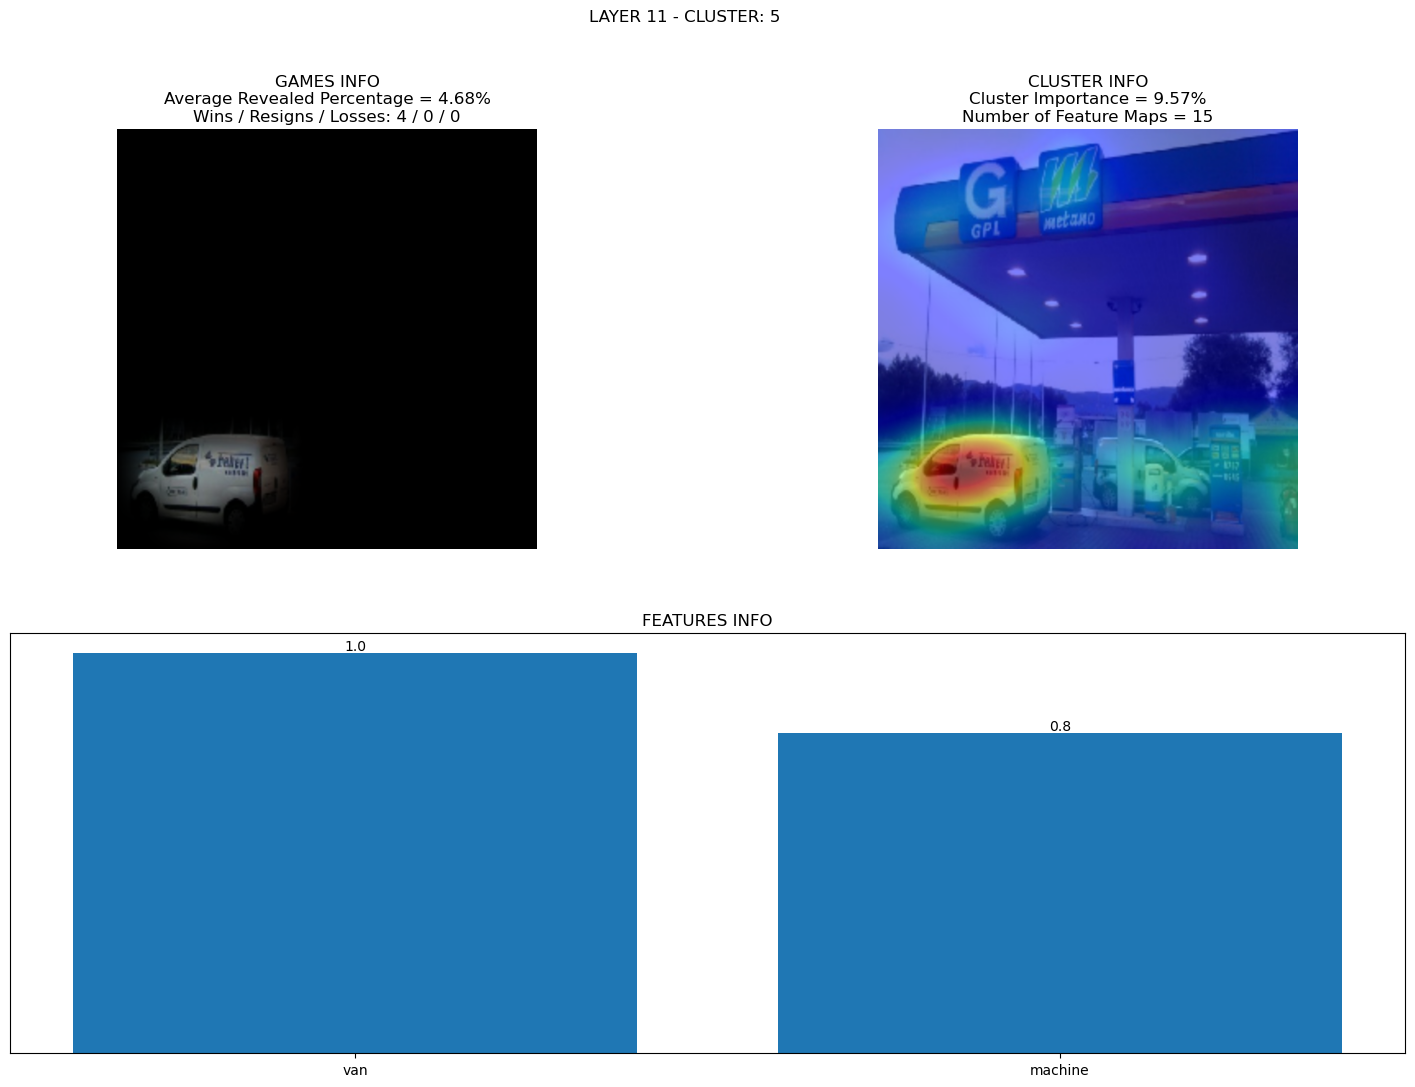 LAYER 11 - CLUSTER: 5
GAMES INFO
Average Revealed Percentage = 4.68%
Wins / Resigns / Losses: 4 / 0 / 0
CLUSTER INFO
Cluster Importance = 9.57%
Number of Feature Maps = 15
G
GPL
metano
FEATURES INFO
1.0
0.8
van
machine